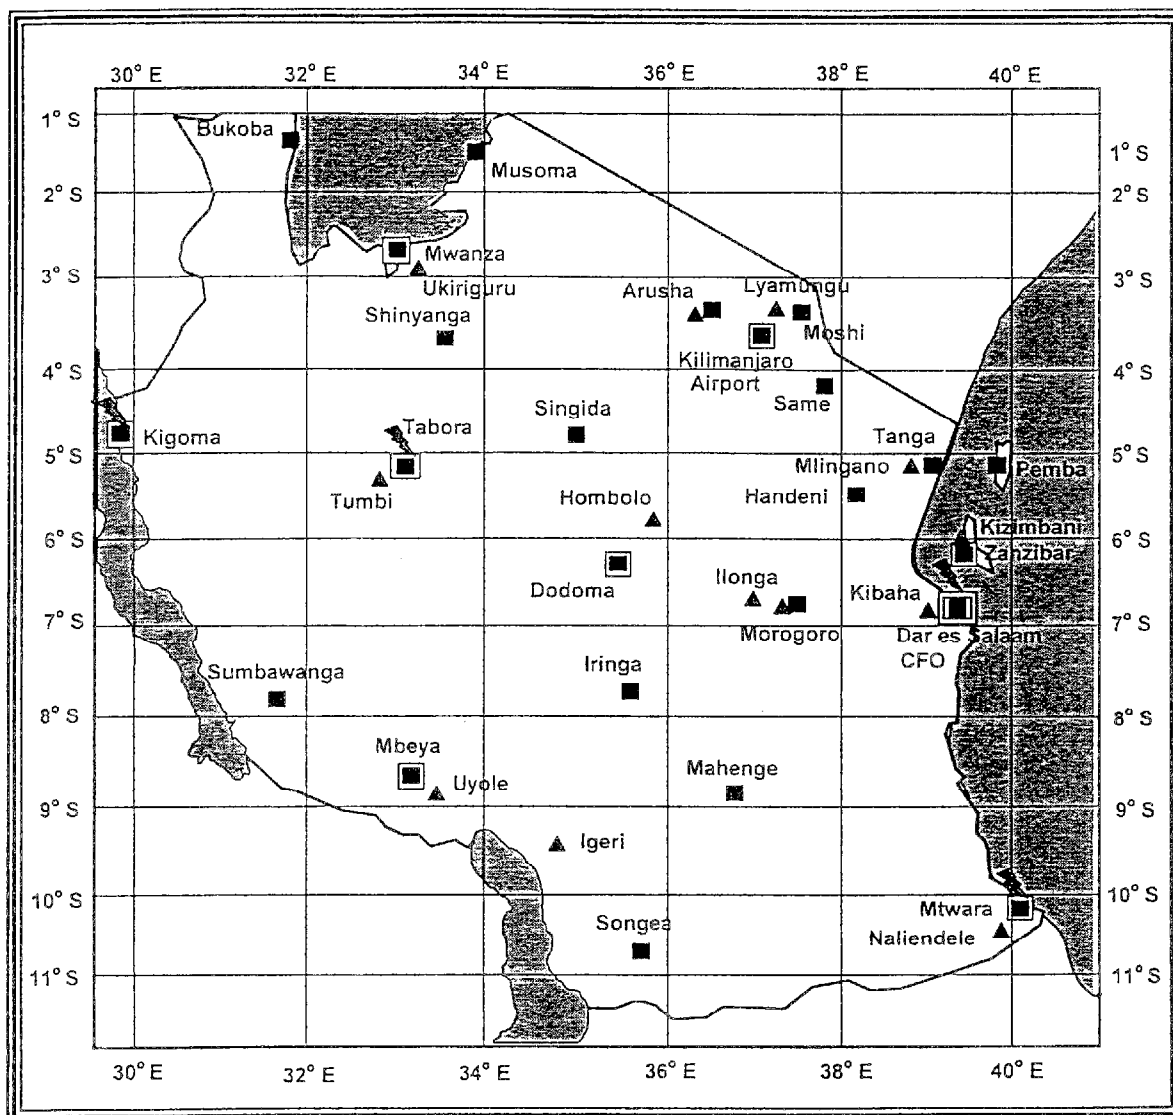 30° E 32° E 34° E 36° E 38° E 40° E
1° S
Bukoba
Musoma
1° S
2° S
2° S
Mwanza
3° S
Ukiriguru
Arusha
Lyamungu
3° S
Shinyanga
Moshi
Kilimanjaro
Airport
4° S
4° S
Same
Singida
Kigoma
Tabora
Tanga
5° S
Mlingano
Pemba
5° S
Tumbi
Hombolo
Handeni
6° S
Kizimbani
Zanzibar
6° S
Dodoma
Ilonga
Kibaha
7° S
Morogoro
Dar es Salaam
CFO
7° S
Sumbawanga
Iringa
8° S
8° S
Mbeya
Uyole
Mahenge
9° S
9° S
Igeri
10° S
Mtwara
10° S
Songea
Naliendele
11° S
11° S
30° E 32° E 34° E 36° E 38° E 40° E